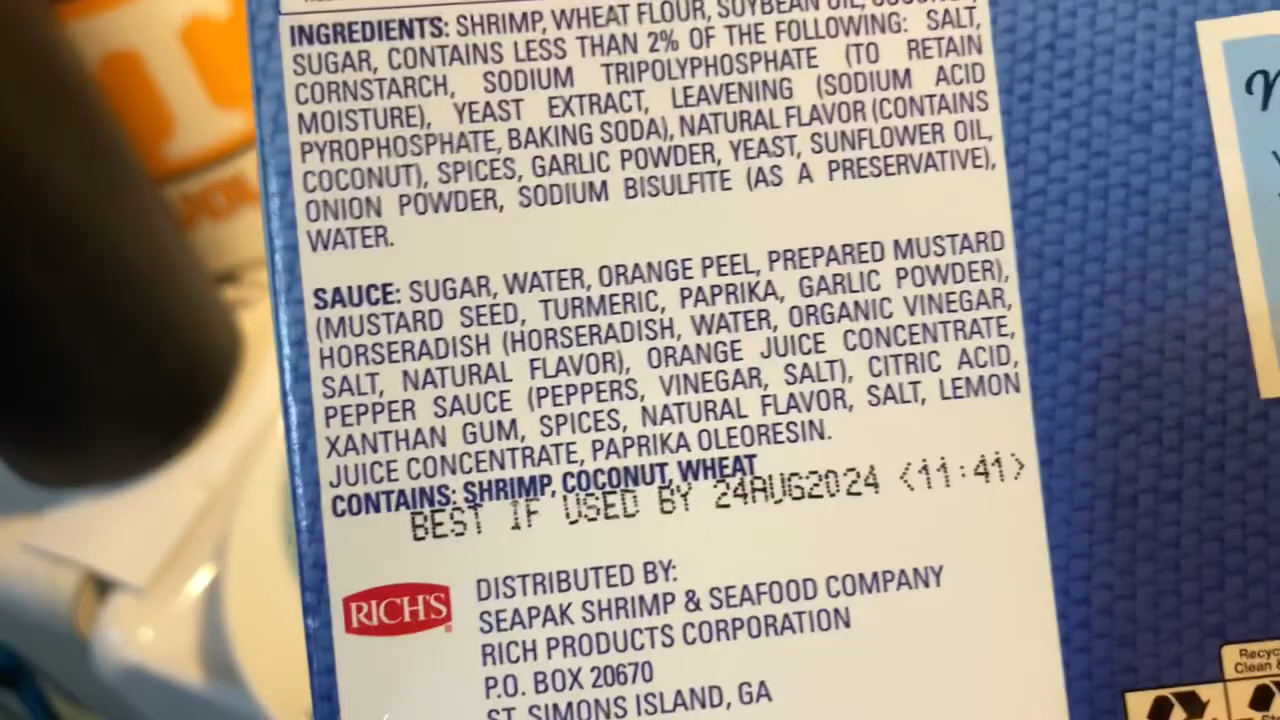 INGREDIENTS: SHRIMP, WHEAT FLOUR, SOYBEAN OIL,
SUGAR, CONTAINS LESS THAN 2% OF THE FOLLOWING: SALT,
CORNSTARCH, SODIUM TRIPOLYPHOSPHATE (TO RETAIN
MOISTURE), YEAST EXTRACT, LEAVENING (SODIUM ACID
PYROPHOSPHATE, BAKING SODA), NATURAL FLAVOR (CONTAINS
COCONUT), SPICES, GARLIC POWDER, YEAST, SUNFLOWER OIL,
ONION POWDER, SODIUM BISULFITE (AS A PRESERVATIVE),
WATER.
SAUCE: SUGAR, WATER, ORANGE PEEL, PREPARED MUSTARD
(MUSTARD SEED, TURMERIC, PAPRIKA, GARLIC POWDER),
HORSERADISH (HORSERADISH, WATER, ORGANIC VINEGAR,
SALT, NATURAL FLAVOR), ORANGE JUICE CONCENTRATE,
PEPPER SAUCE (PEPPERS, VINEGAR, SALT), CITRIC ACID,
XANTHAN GUM, SPICES, NATURAL FLAVOR, SALT, LEMON
JUICE CONCENTRATE, PAPRIKA OLEORESIN.
CONTAINS: SHRIMP, COCONUT, WHEAT
BEST IF USED BY 24AUG2024 <11:41>
RICH'S
DISTRIBUTED BY:
SEAPAK SHRIMP & SEAFOOD COMPANY
RICH PRODUCTS CORPORATION
P.O. BOX 20670
ST. SIMONS ISLAND, GA